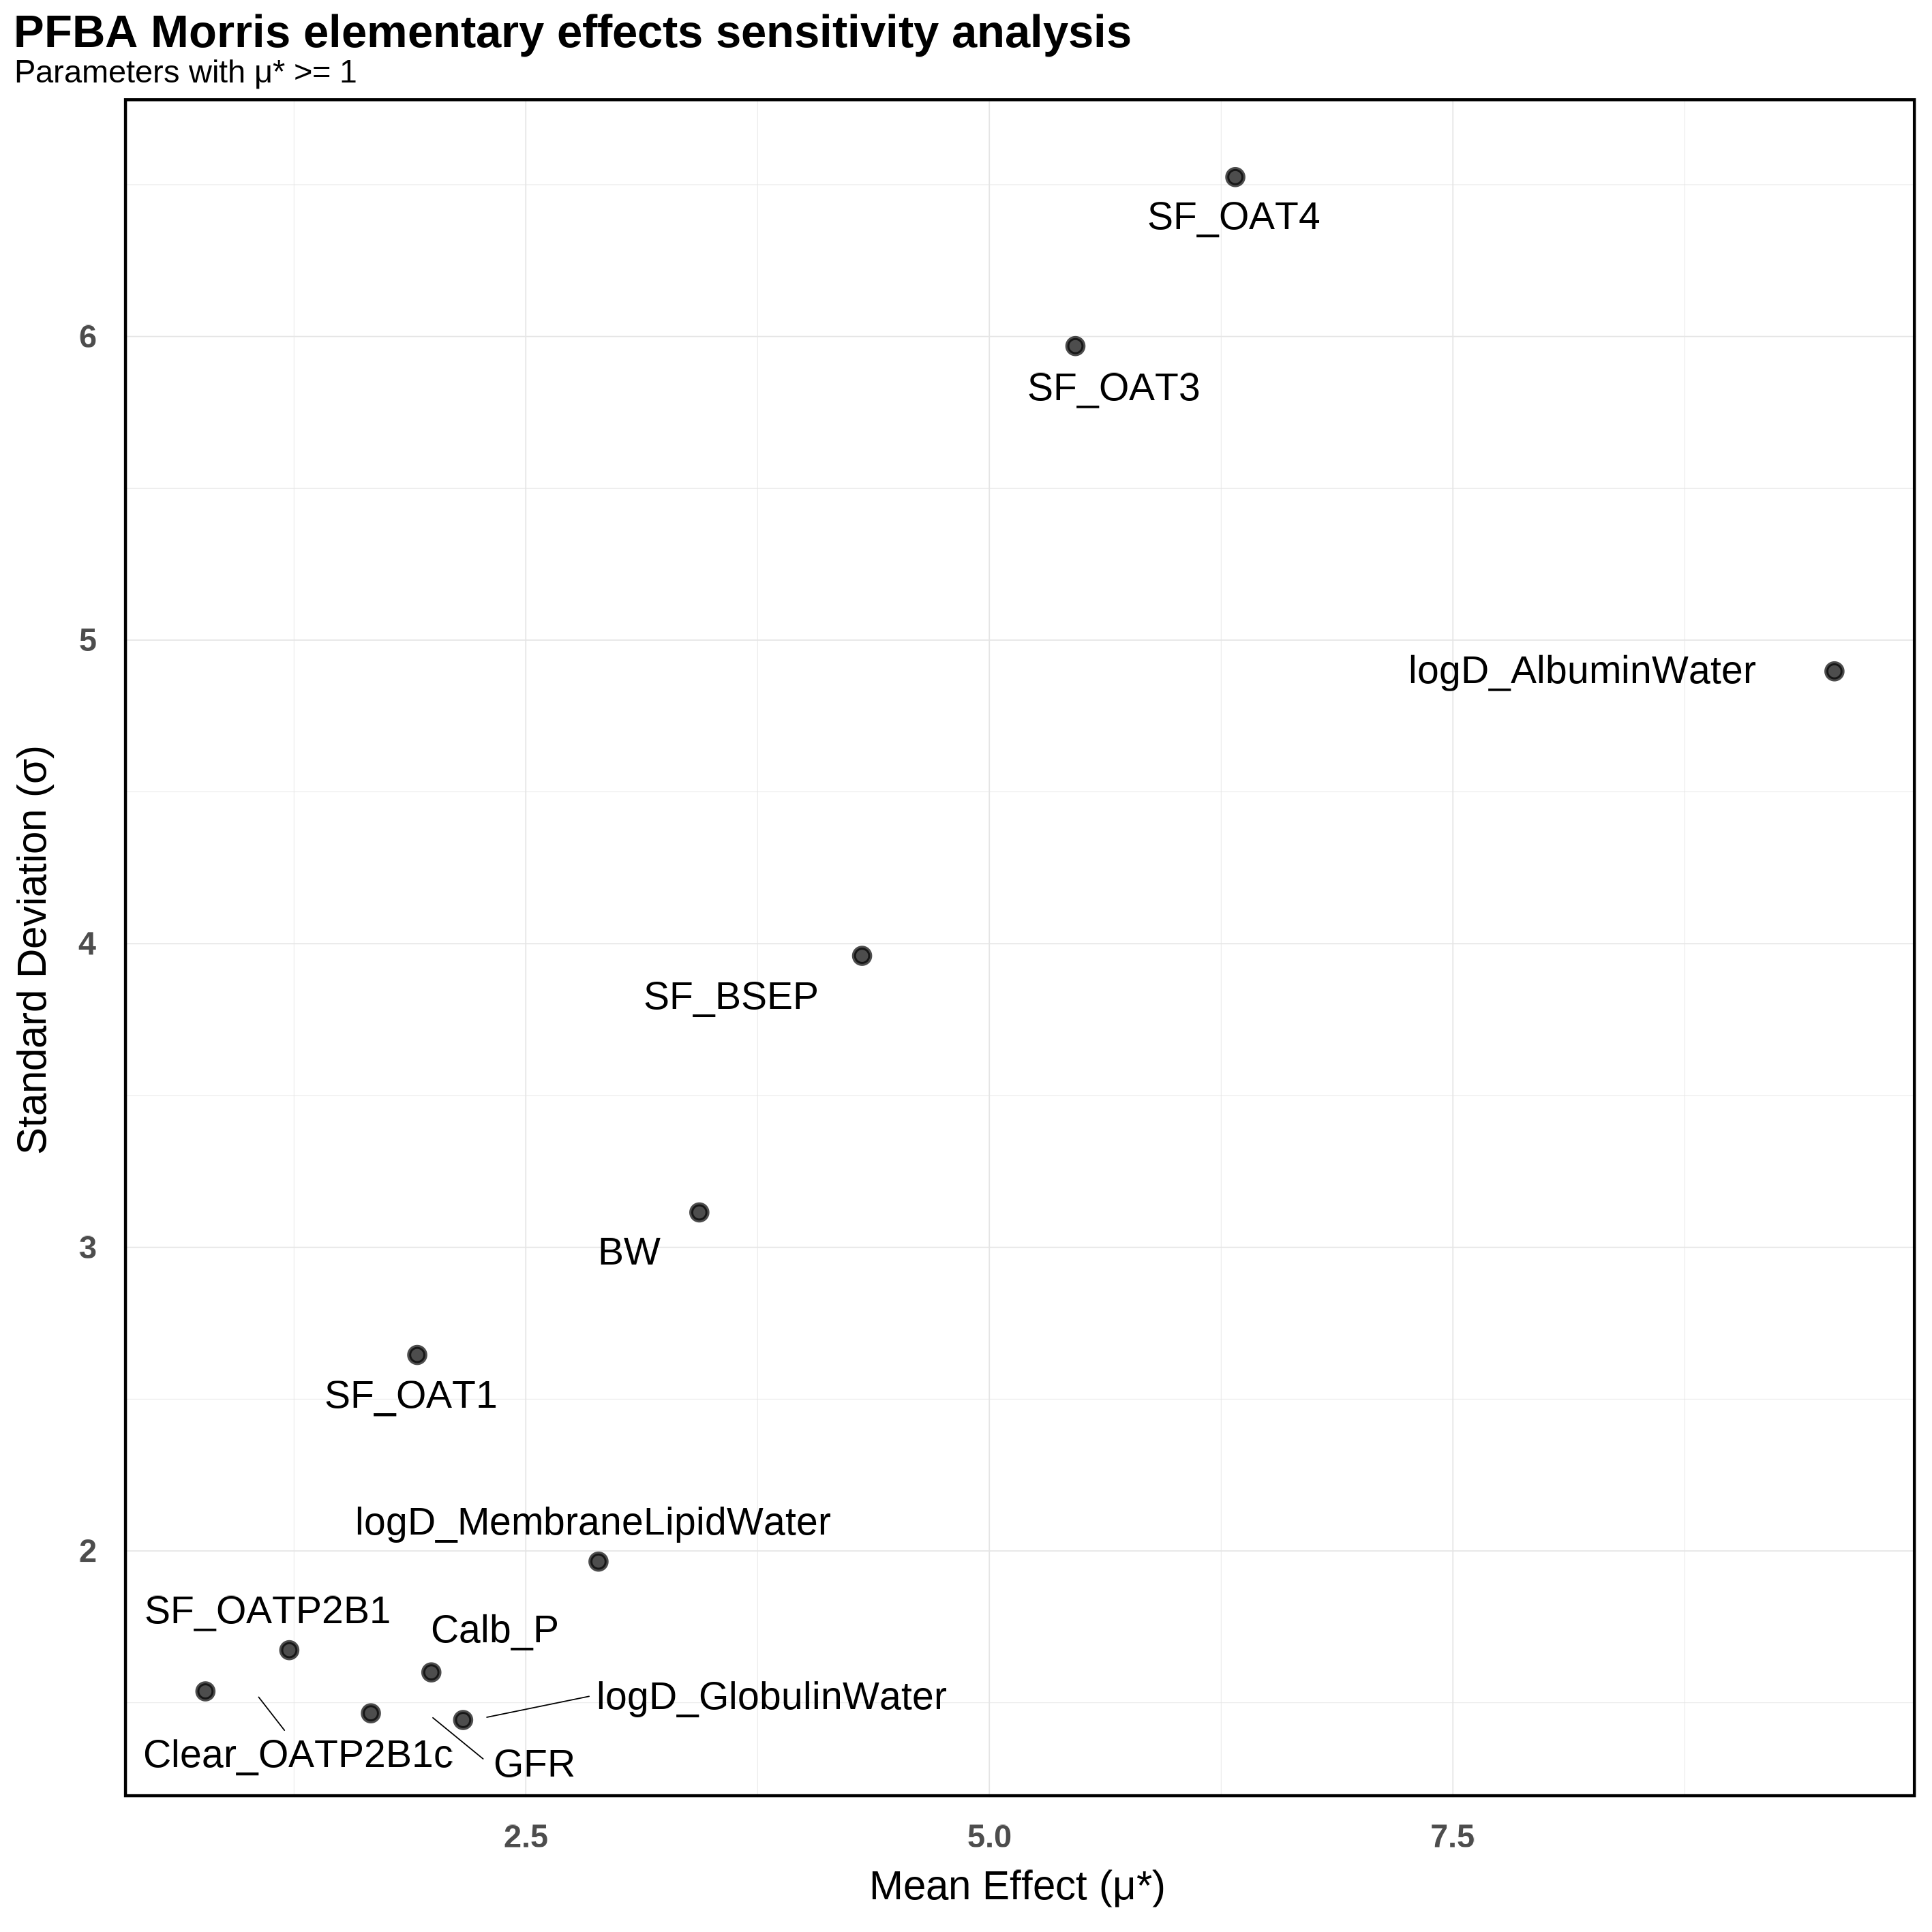 PFBA Morris elementary effects sensitivity analysis
Parameters with μ* >= 1
SF_OAT4
6
SF_OAT3
5
logD_AlbuminWater
4
SF_BSEP
Standard Deviation (σ)
3
BW
SF_OAT1
logD_MembraneLipidWater
2
SF_OATP2B1
Calb_P
logD_GlobulinWater
Clear_OATP2B1c
GFR
2.5
5.0
7.5
Mean Effect (μ*)